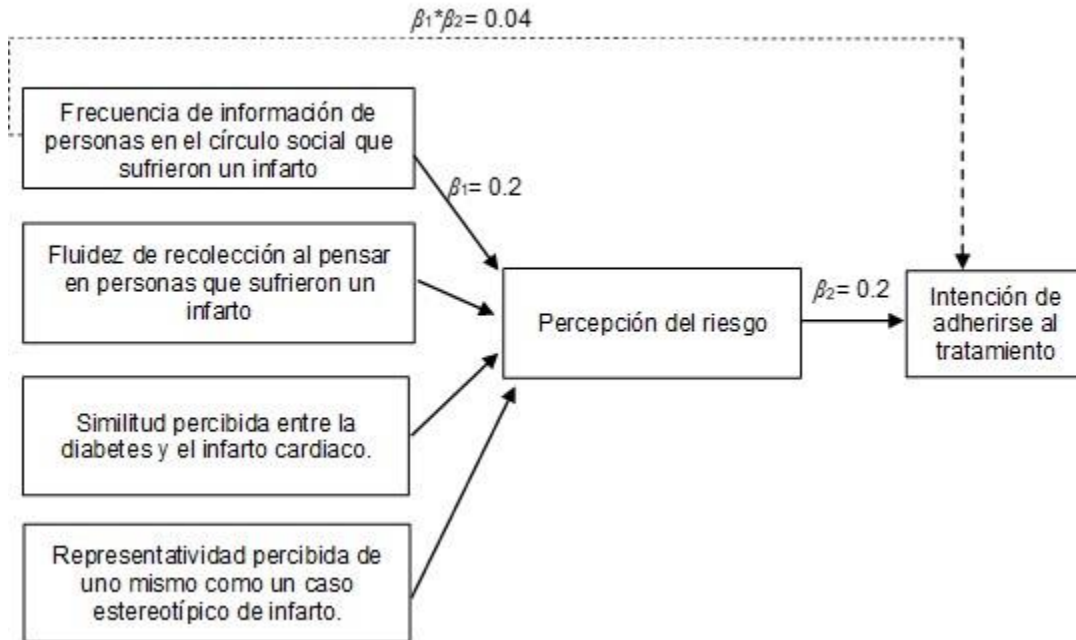 β1*β2= 0.04
Frecuencia de información de
personas en el círculo social que
sufrieron un infarto
β1= 0.2
Fluidez de recolección al pensar
en personas que sufrieron un
infarto
Percepción del riesgo
β2= 0.2
Intención de
adherirse al
tratamiento
Similitud percibida entre la
diabetes y el infarto cardiaco.
Representatividad percibida de
uno mismo como un caso
estereotípico de infarto.